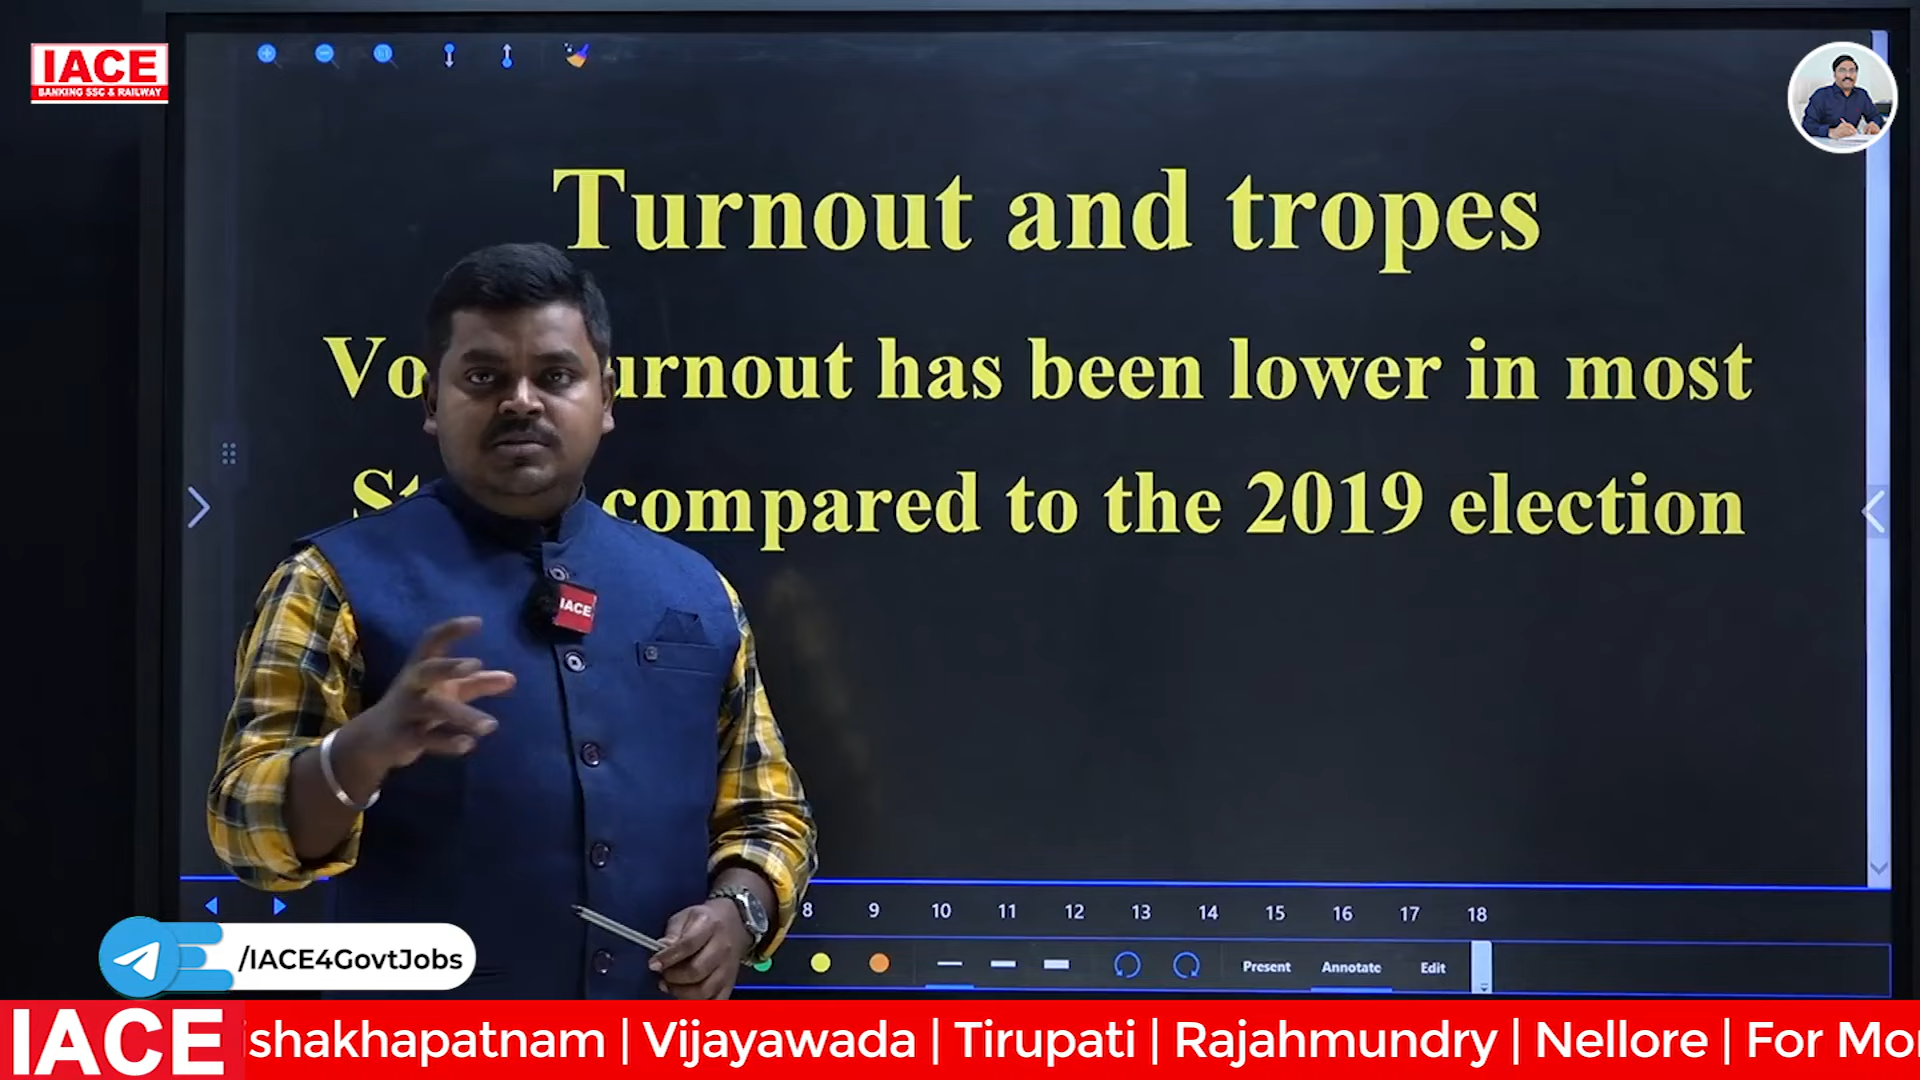 IACE
BANKING SSC & RAILWAY
Turnout and tropes
has been lower in most
compared to the 2019 election
IACE
8 9 10 11 12 13 14 15 16 17 18
Present Annotate Edit
/IACE4GovtJobs
IACE
shakhapatnam | Vijayawada | Tirupati | Rajahmundry | Nellore | For Mo